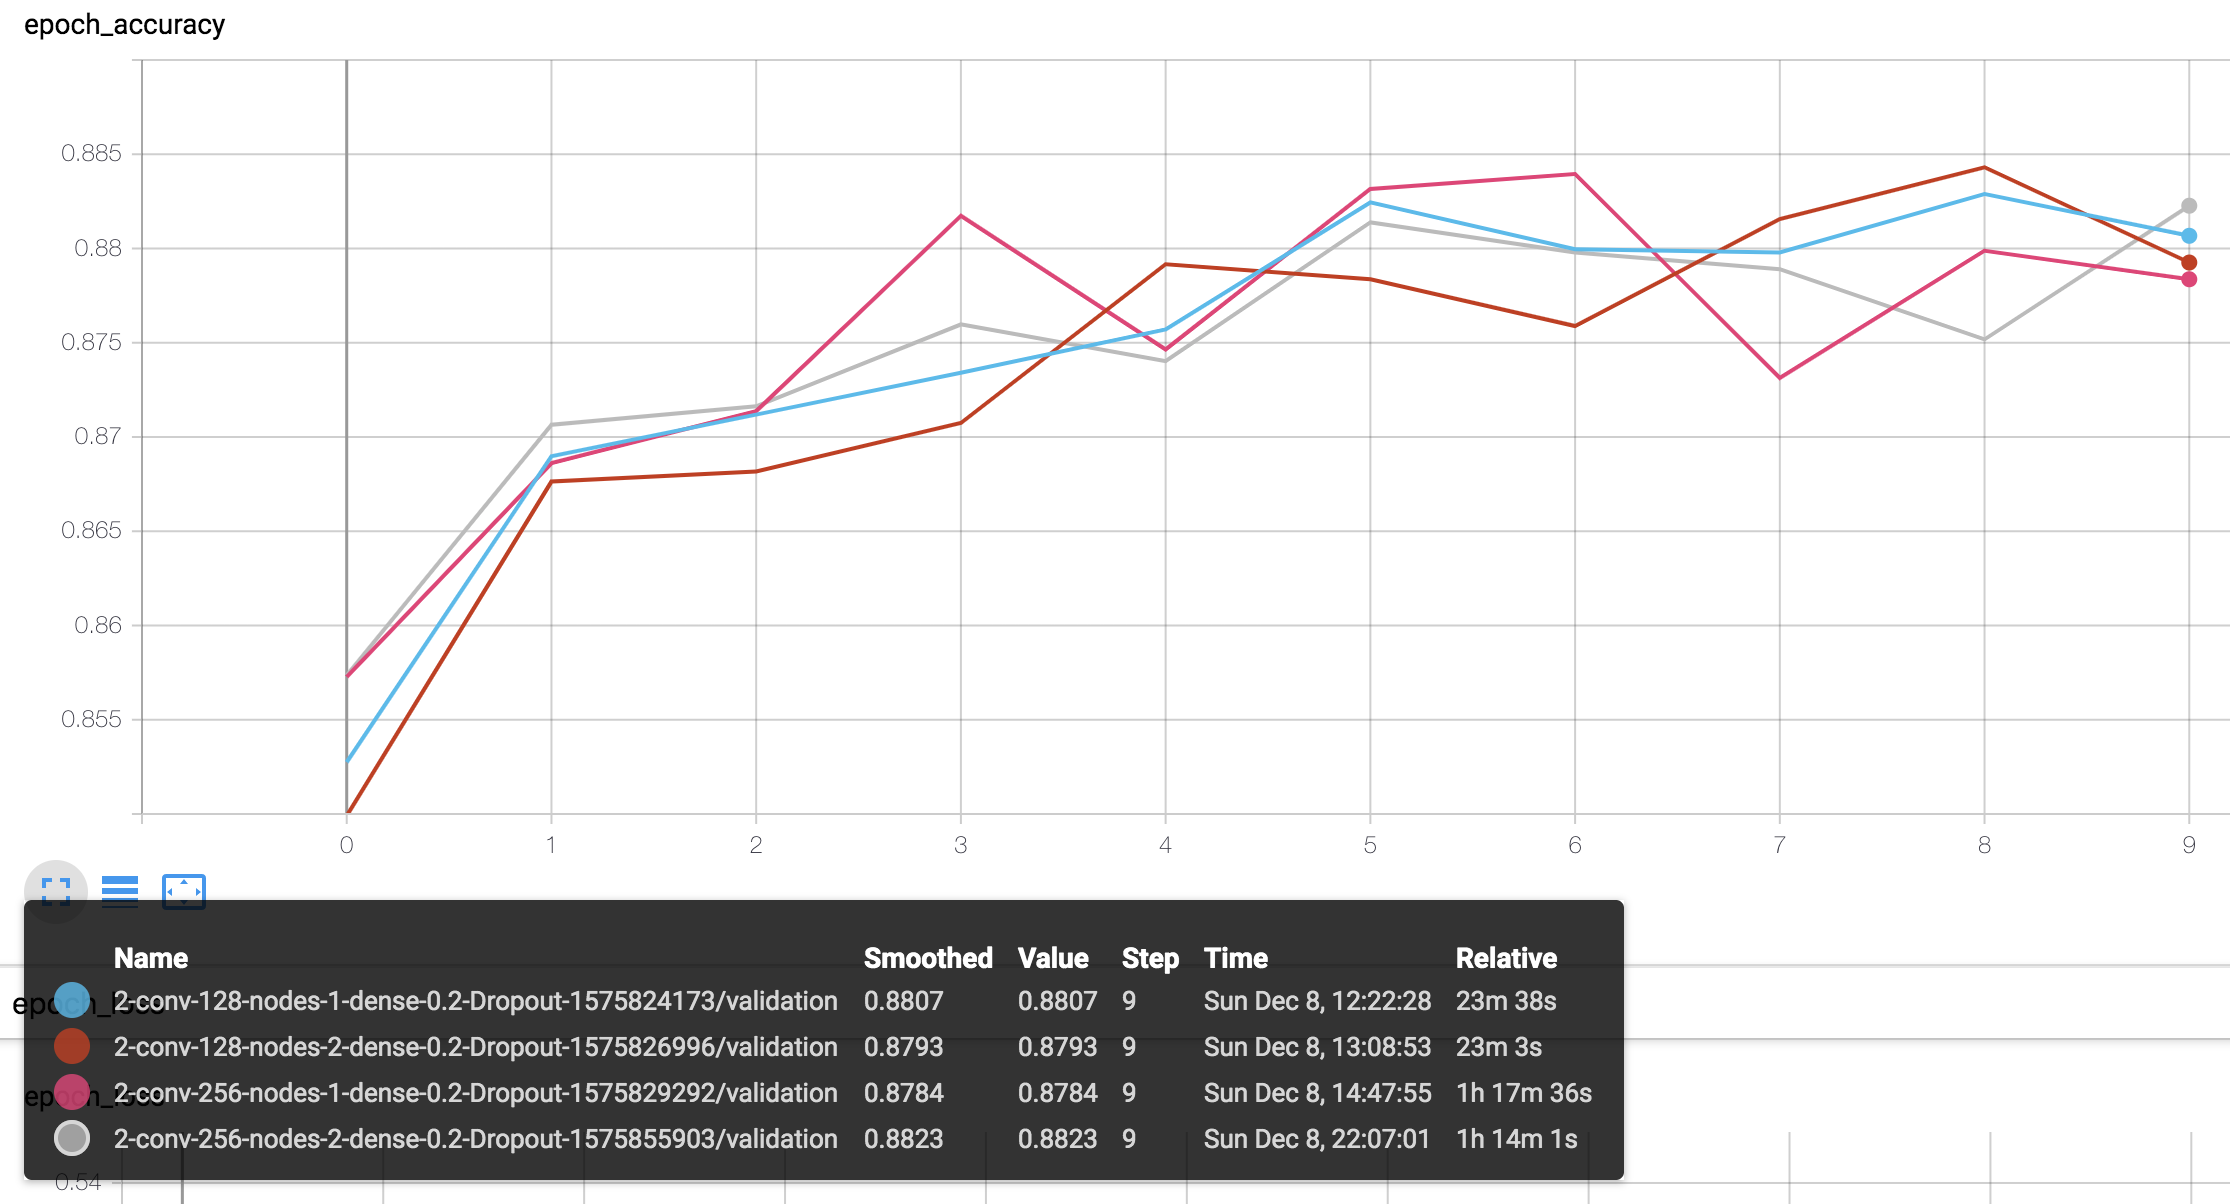 epoch_accuracy
0.885
0.88
0.875
0.87
0.865
0.86
0.855
0 1 2 3 4 5 6 7 8 9
Name Smoothed Value Step Time Relative
epoch_loss
2-conv-128-nodes-1-dense-0.2-Dropout-1575824173/validation 0.8807 0.8807 9 Sun Dec 8, 12:22:28 23m 38s
2-conv-128-nodes-2-dense-0.2-Dropout-1575826996/validation 0.8793 0.8793 9 Sun Dec 8, 13:08:53 23m 3s
epoch_loss
2-conv-256-nodes-1-dense-0.2-Dropout-1575829292/validation 0.8784 0.8784 9 Sun Dec 8, 14:47:55 1h 17m 36s
2-conv-256-nodes-2-dense-0.2-Dropout-1575855903/validation 0.8823 0.8823 9 Sun Dec 8, 22:07:01 1h 14m 1s
0.54